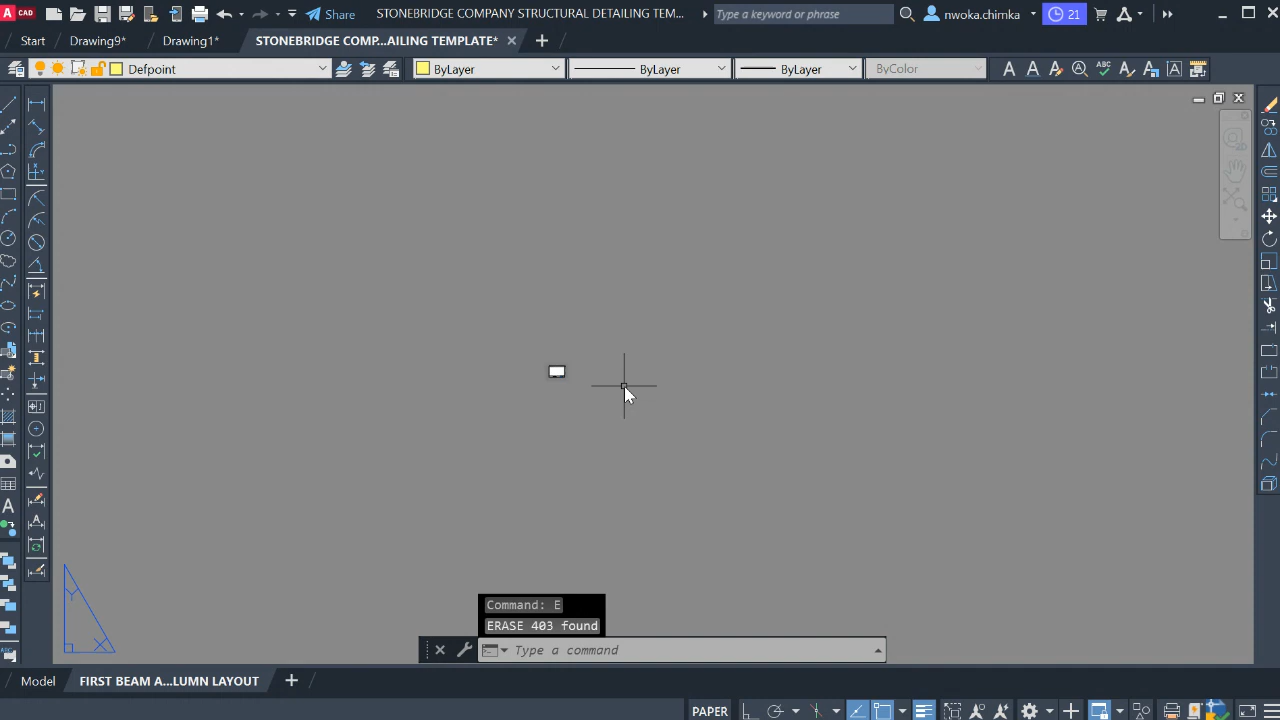 CAD
Share
STONEBRIDGE COMPANY STRUCTURAL DETAILING TEM...
Type a keyword or phrase
nwoka.chimka
21
Start
Drawing9*
Drawing1*
STONEBRIDGE COMP...AILING TEMPLATE*
Defpoint
ByLayer
ByLayer
ByLayer
ByColor
2D
Y
X
Command: E
ERASE 403 found
Type a command
Model
FIRST BEAM A...LUMN LAYOUT
PAPER